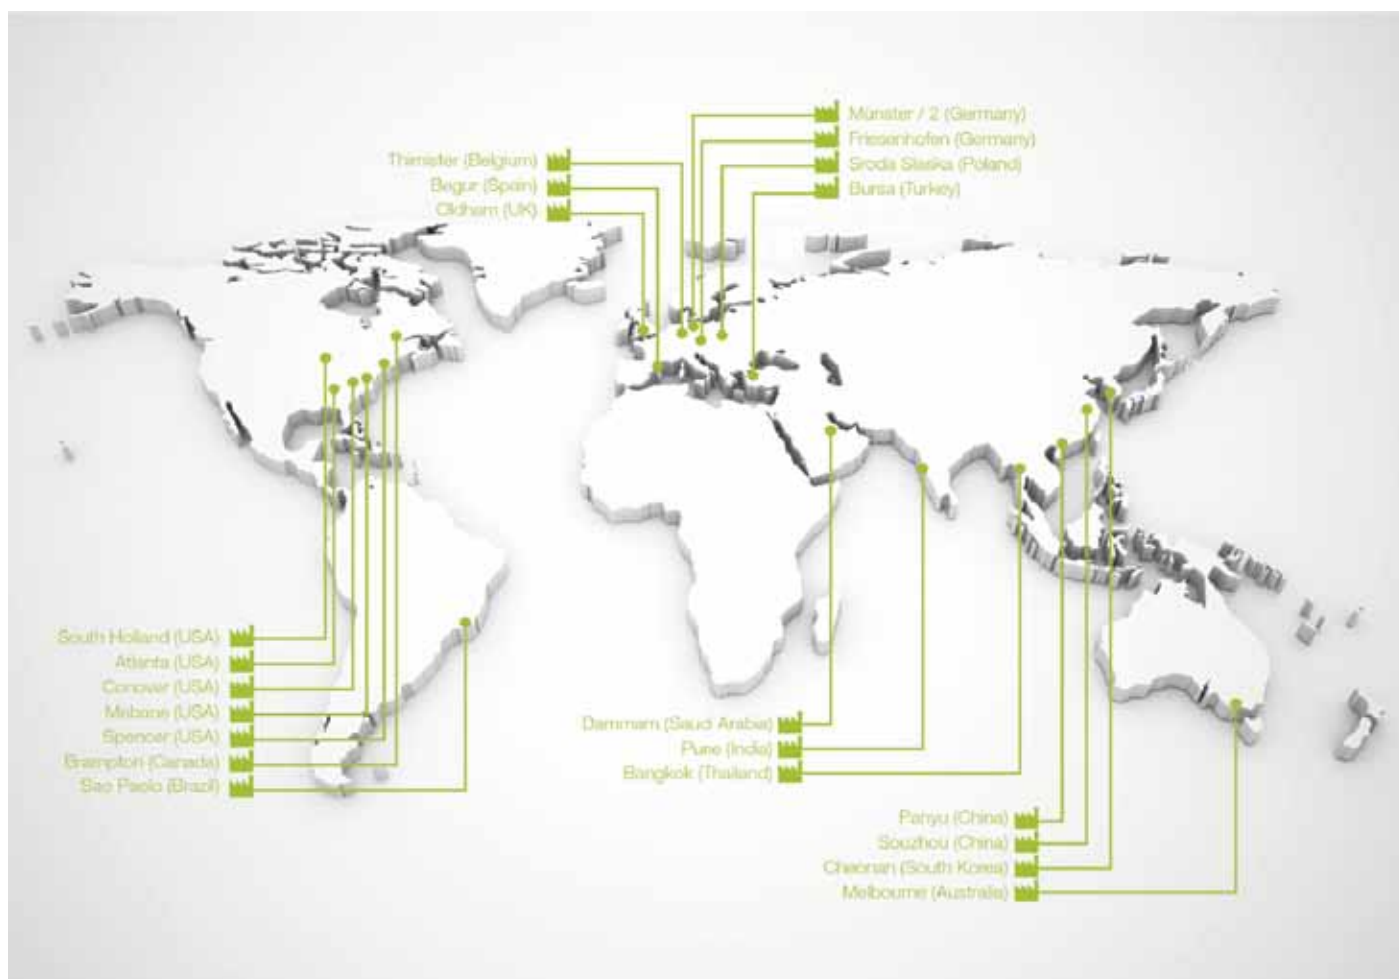 Münster / 2 (Germany)
Friesenhofen (Germany)
Sroda Slaska (Poland)
Bursa (Turkey)
Thimister (Belgium)
Begur (Spain)
Oldham (UK)
South Holland (USA)
Atlanta (USA)
Conover (USA)
Mebane (USA)
Spencer (USA)
Brampton (Canada)
Sao Paolo (Brazil)
Dammam (Saudi Arabia)
Pune (India)
Bangkok (Thailand)
Panyu (China)
Souzhou (China)
Cheonan (South Korea)
Melbourne (Australia)